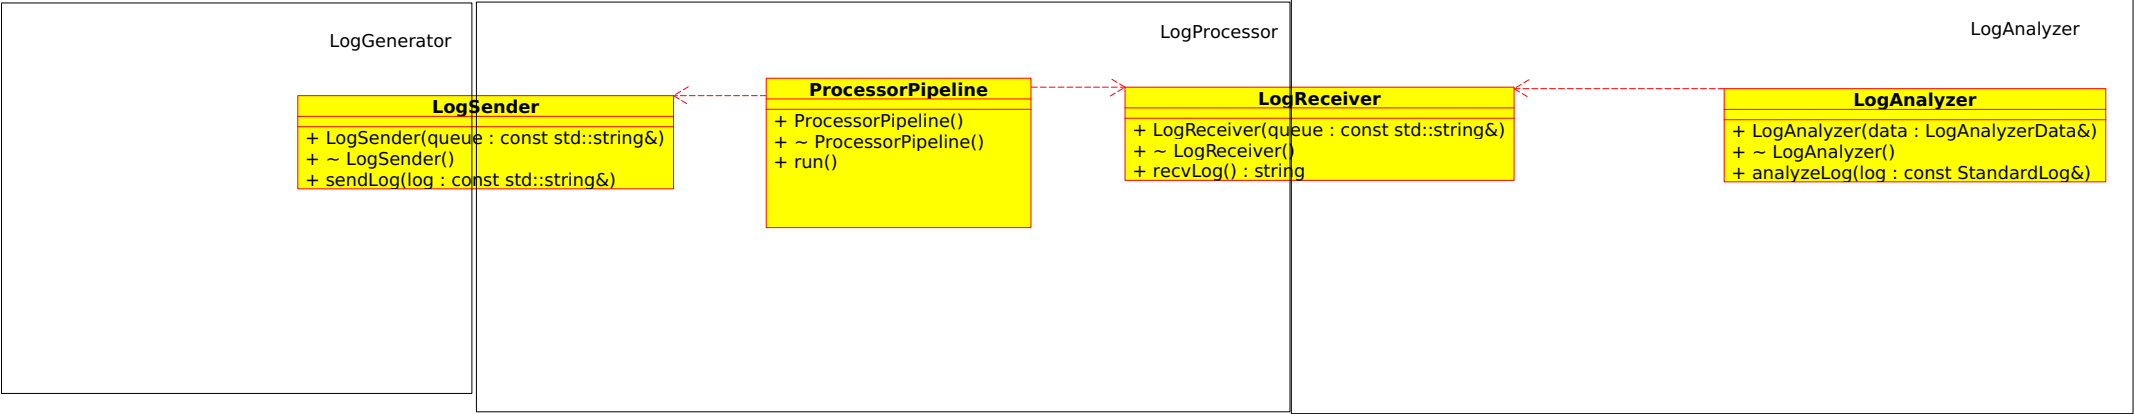 LogGenerator
LogSender
+ LogSender(queue : const std::string&)
+ ~ LogSender()
+ sendLog(log : const std::string&)
LogProcessor
ProcessorPipeline
+ ProcessorPipeline()
+ ~ ProcessorPipeline()
+ run()
LogReceiver
+ LogReceiver(queue : const std::string&)
+ ~ LogReceiver()
+ recvLog() : string
LogAnalyzer
LogAnalyzer
+ LogAnalyzer(data : LogAnalyzerData&)
+ ~ LogAnalyzer()
+ analyzeLog(log : const StandardLog&)